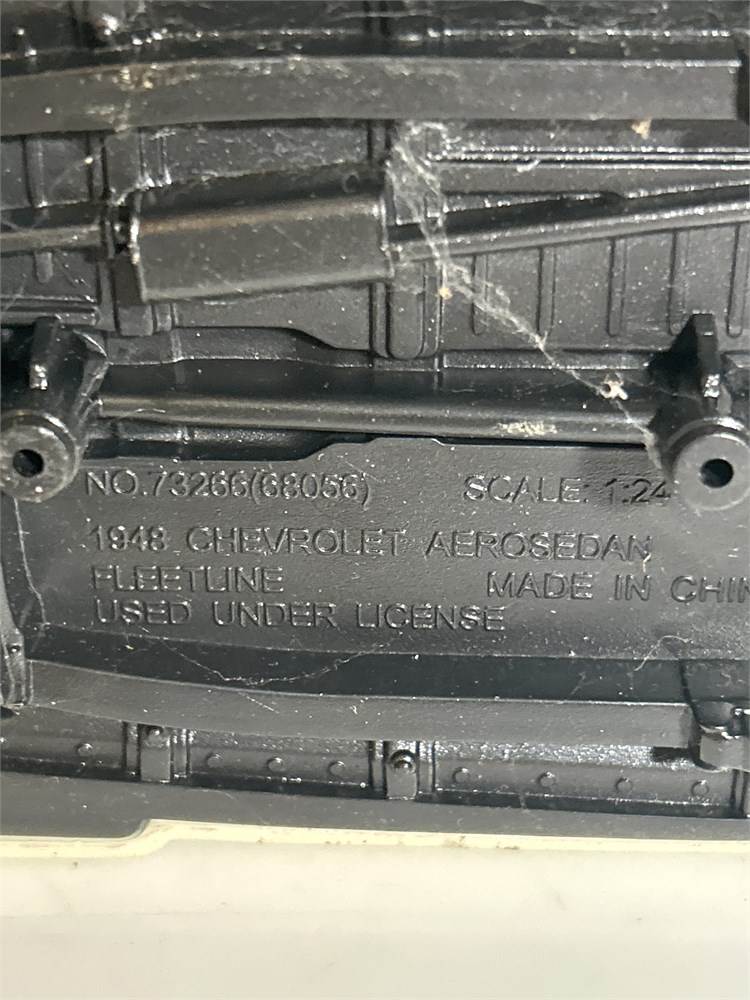 NO.73266(68056) SCALE: 1:24
1948 CHEVROLET AEROSEDAN
FLEETLINE MADE IN CHIN
USED UNDER LICENSE